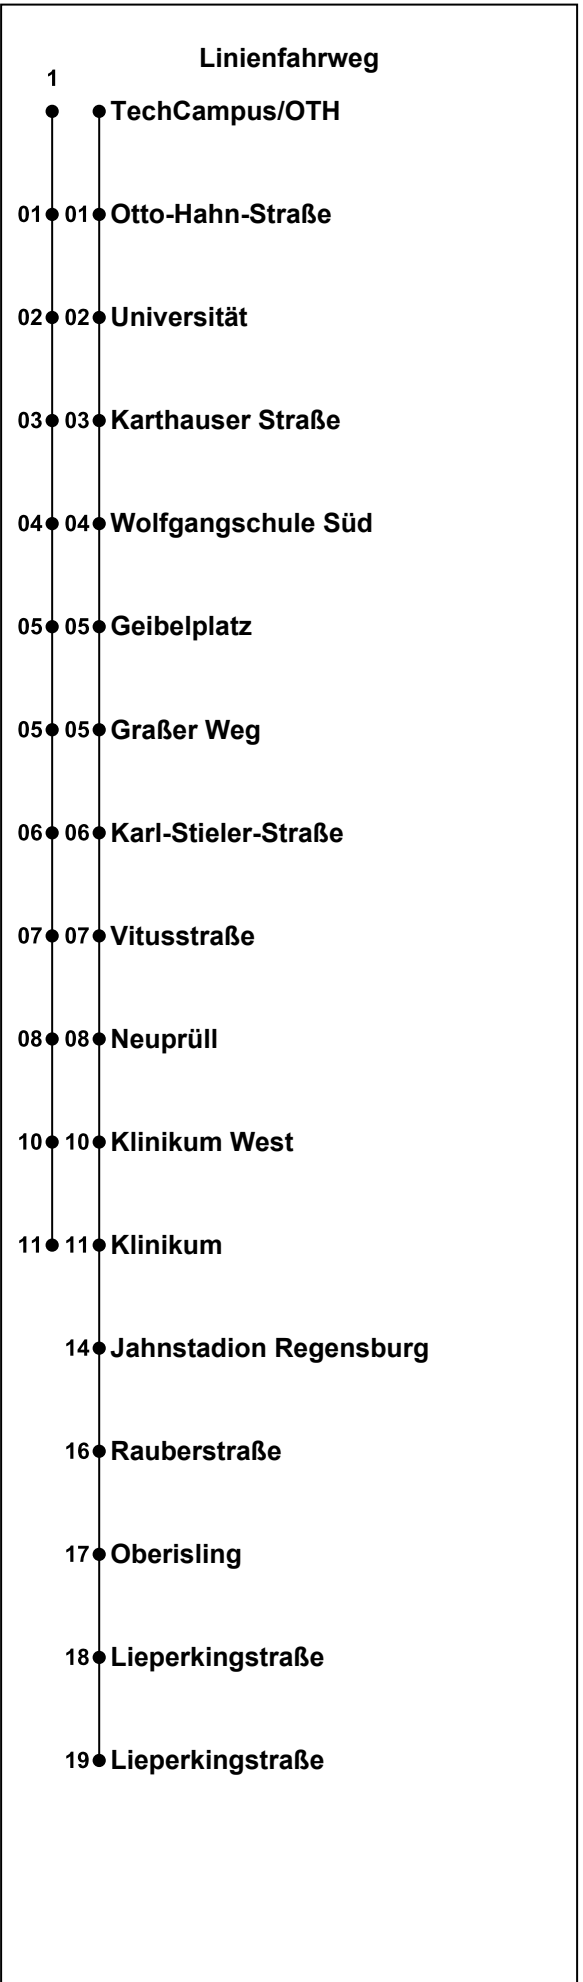 Linienfahrweg
1
TechCampus/OTH
01 01 Otto-Hahn-Straße
02 02 Universität
03 03 Karthauser Straße
04 04 Wolfgangschule Süd
05 05 Geibelplatz
05 05 Graßer Weg
06 06 Karl-Stieler-Straße
07 07 Vitusstraße
08 08 Neuprüll
10 10 Klinikum West
11 11 Klinikum
14 Jahnstadion Regensburg
16 Rauberstraße
17 Oberisling
18 Lieperkingstraße
19 Lieperkingstraße